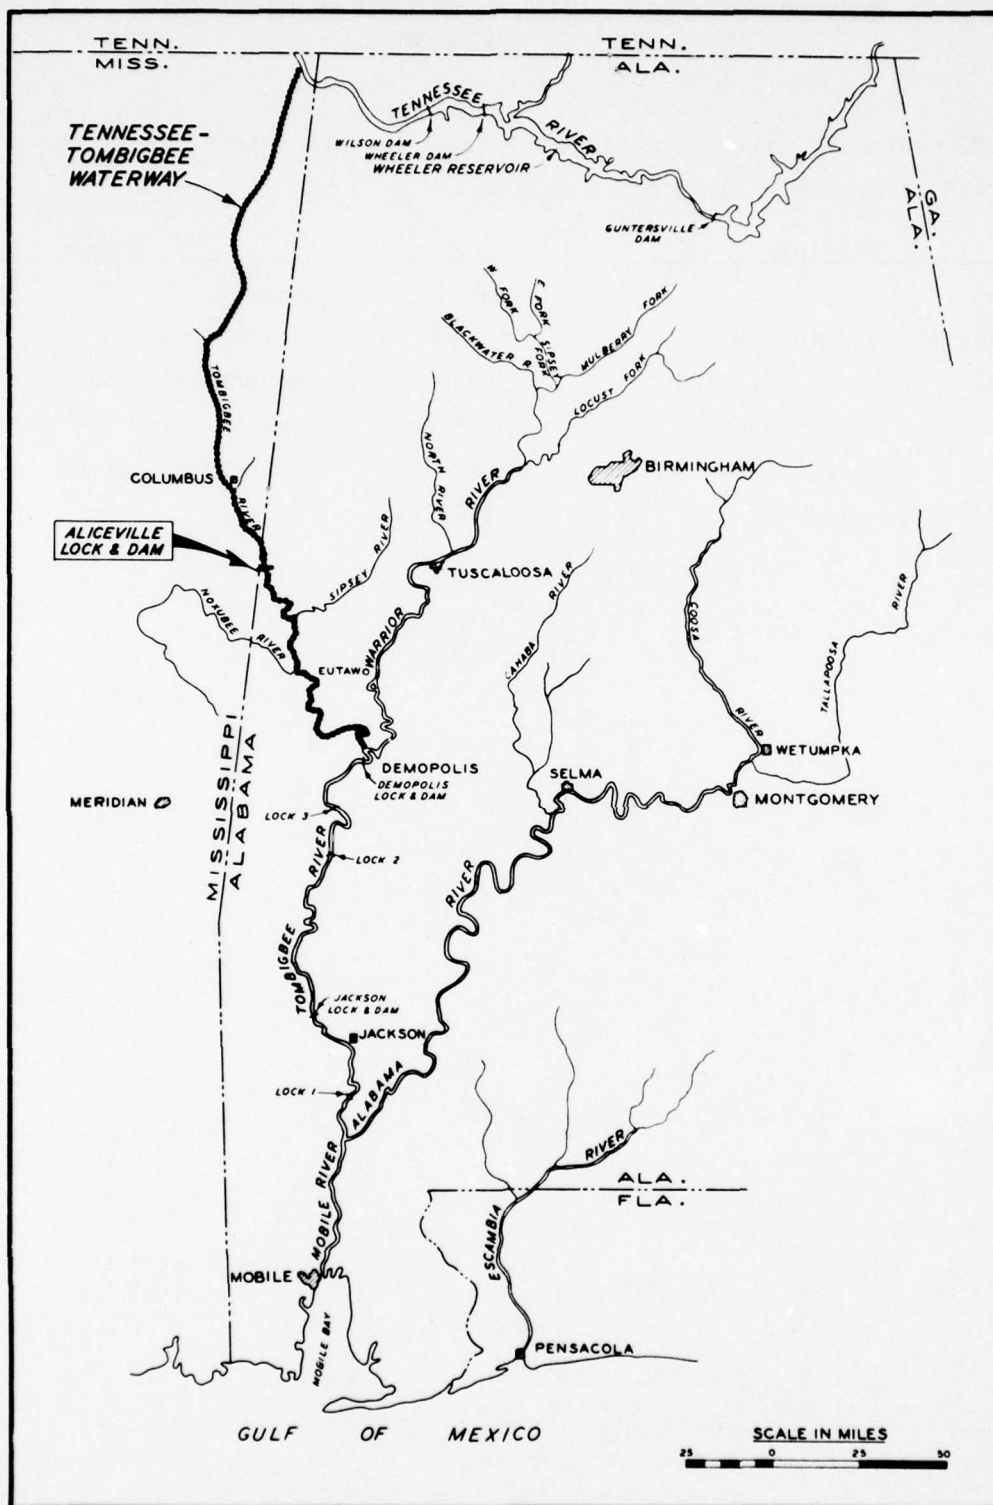 TENN.
MISS.
TENN.
ALA.
TENNESSEE-
TOMBIGBEE
WATERWAY
TENNESSEE
RIVER
WILSON DAM
WHEELER DAM
WHEELER RESERVOIR
GUNTERSVILLE
DAM
GA.
ALA.
W FORK
E FORK
SIPSEY
FORK
BLACKWATER R
MULBERRY FORK
LOCUST FORK
TOMBIGBEE
RIVER
COLUMBUS
NORTH RIVER
RIVER
BIRMINGHAM
ALICEVILLE
LOCK & DAM
SIPSEY RIVER
TUSCALOOSA
NOXUBEE RIVER
EUTAWO
WARRIOR
CAHABA RIVER
COOSA
RIVER
TALLAPOOSA
RIVER
WETUMPKA
MISSISSIPPI
ALABAMA
DEMOPOLIS
DEMOPOLIS
LOCK & DAM
SELMA
MERIDIAN
MONTGOMERY
LOCK 3
LOCK 2
RIVER
RIVER
TOMBIGBEE
JACKSON
LOCK & DAM
JACKSON
LOCK 1
ALABAMA
MOBILE RIVER
RIVER
ALA.
FLA.
ESCAMBIA
MOBILE
MOBILE BAY
PENSACOLA
GULF OF MEXICO
SCALE IN MILES
25 0 25 50